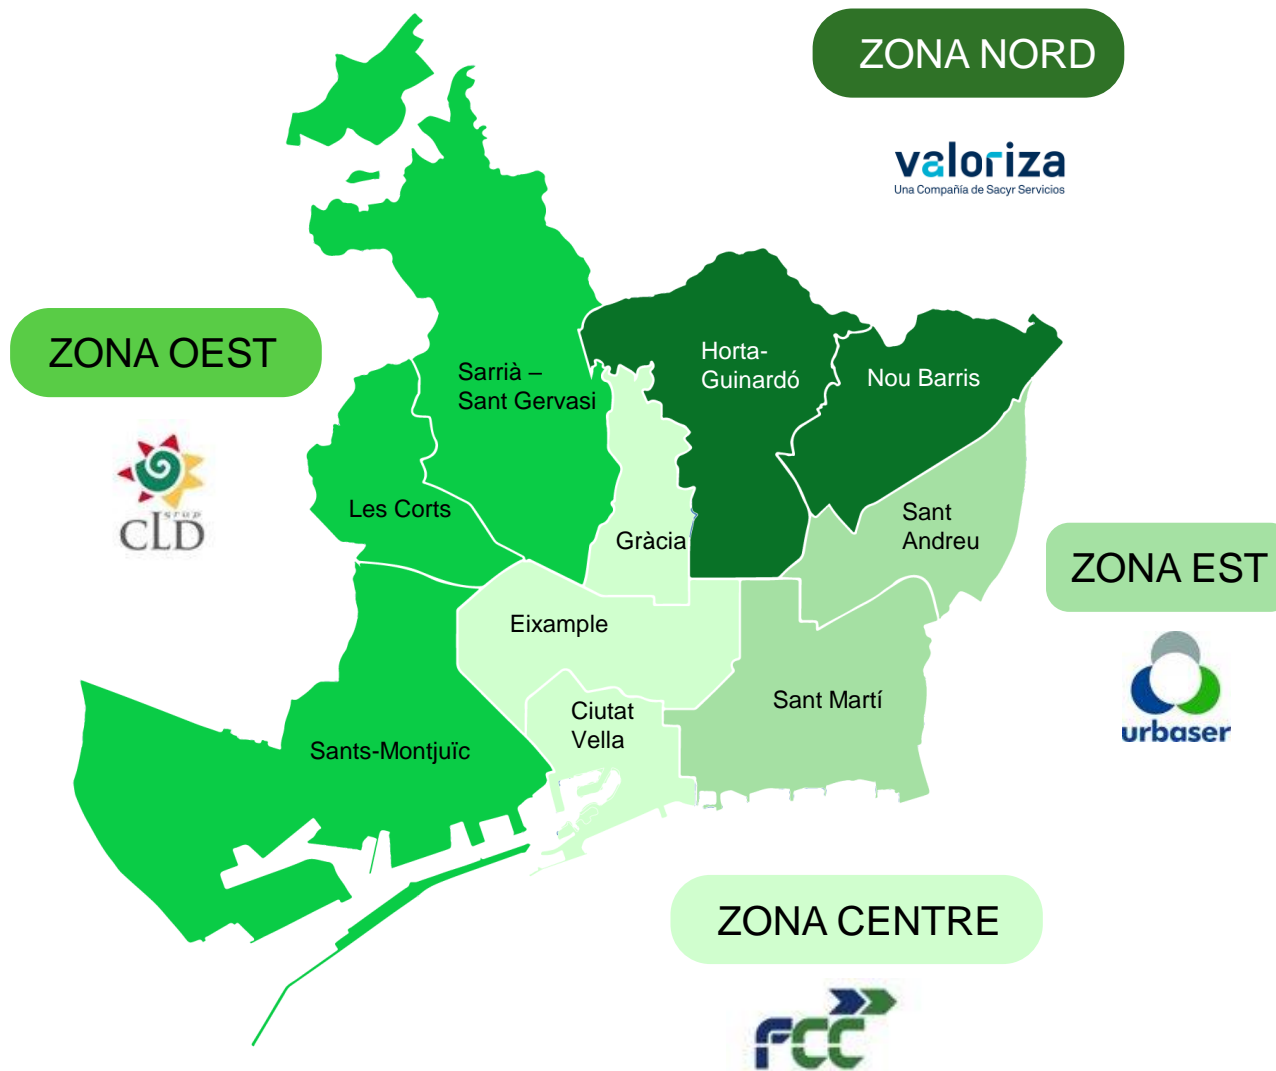 ZONA NORD
valoriza
Una Compañía de Sacyr Servicios
ZONA OEST
grup
CLD
Sarrià –
Sant Gervasi
Horta-
Guinardó
Nou Barris
Les Corts
Gràcia
Sant
Andreu
ZONA EST
urbaser
Eixample
Ciutat
Vella
Sant Martí
Sants-Montjuïc
ZONA CENTRE
FCC